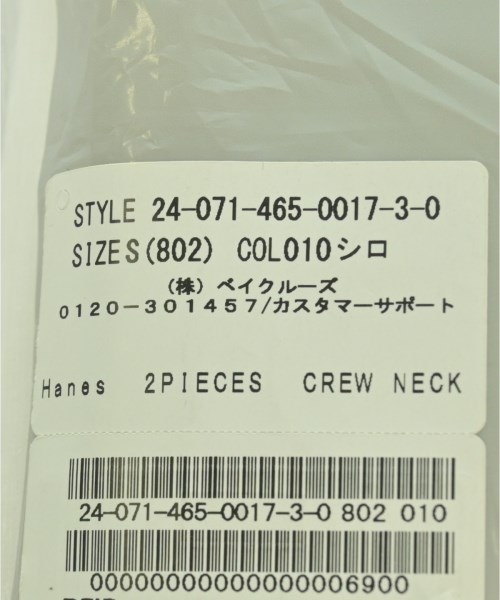 STYLE 24-071-465-0017-3-0
SIZE S(802) COL010シロ
(株) ベイクルーズ
0120-301457/カスタマーサポート
Hanes 2PIECES CREW NECK
24-071-465-0017-3-0 802 010
00000000000000006900